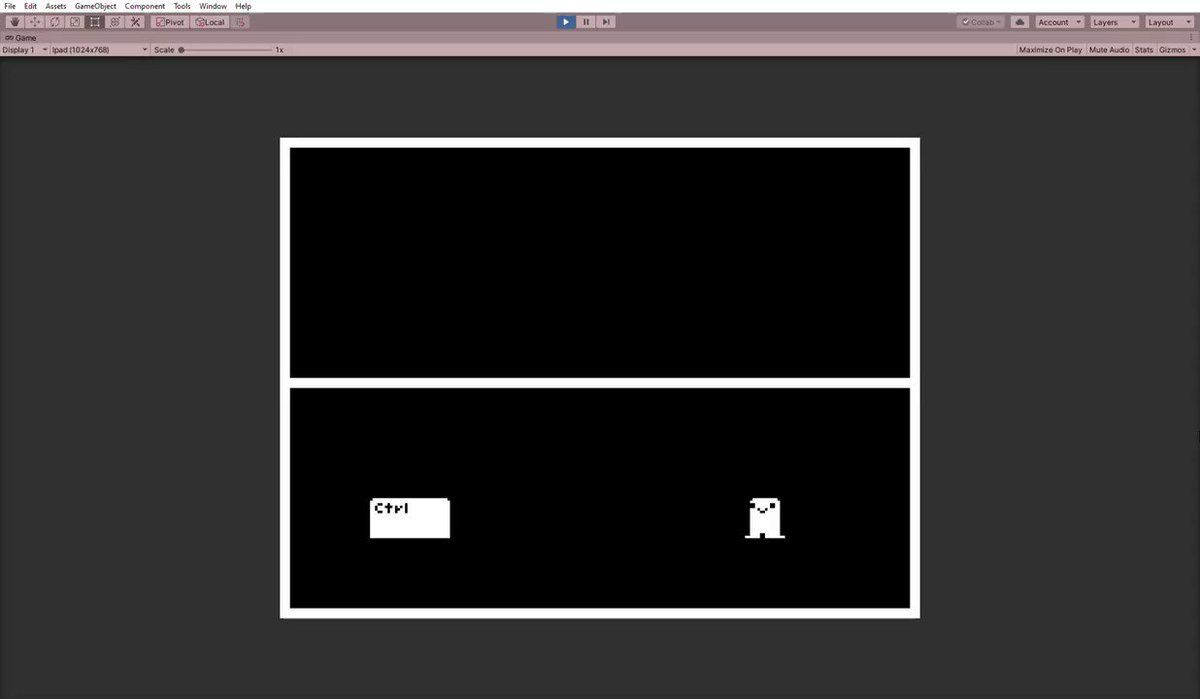 File Edit Assets GameObject Component Tools Window Help
Pivot Local Collab Account Layers Layout
Game
Display 1 Ipad (1024x768) Scale 1x Maximize On Play Mute Audio Stats Gizmos
Ctrl